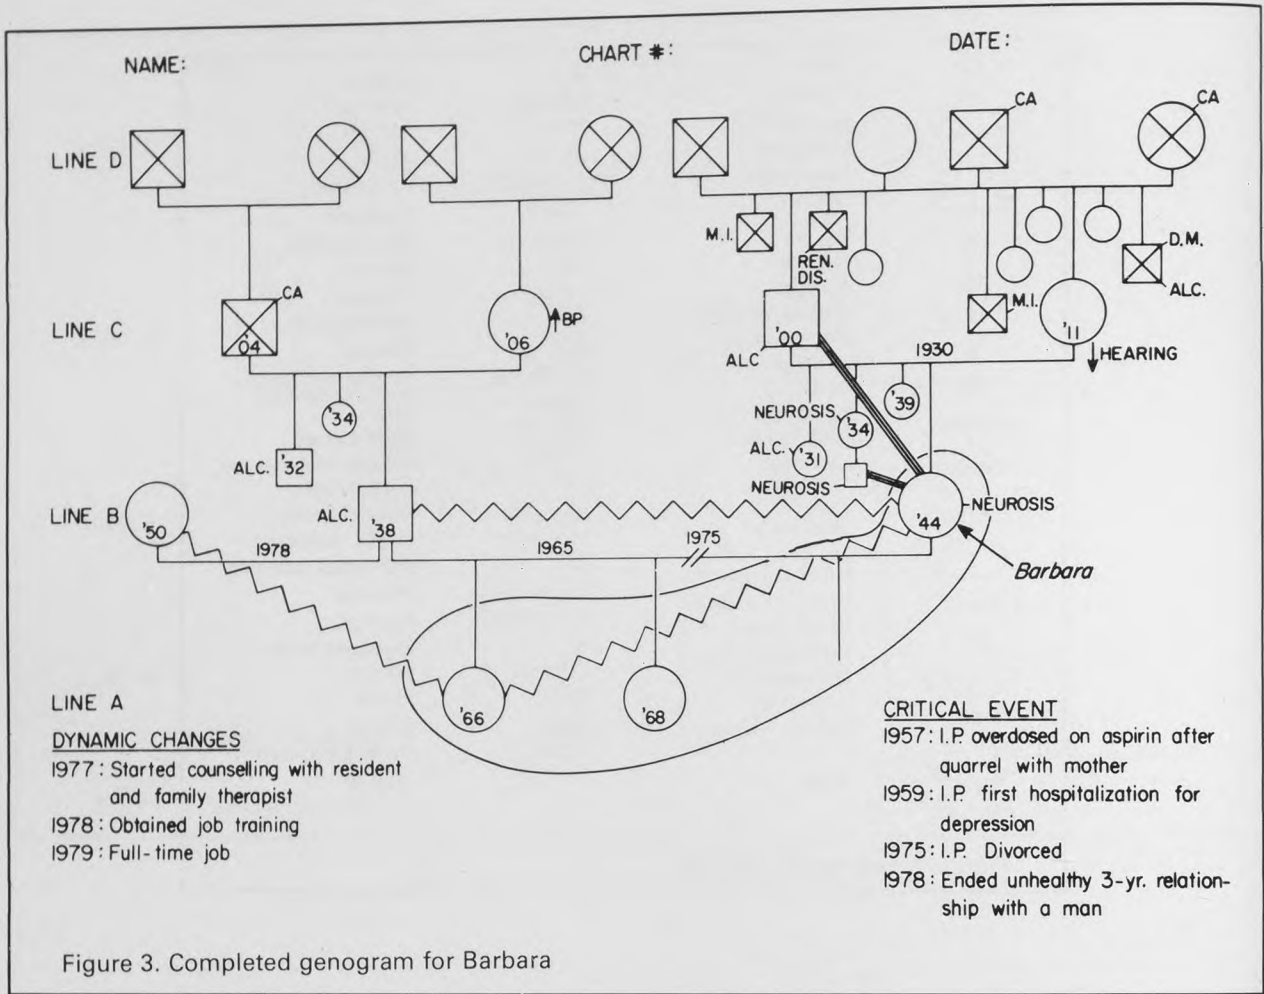 NAME:
CHART #:
DATE:
LINE D
CA
CA
M.I.
REN.
DIS.
D.M.
ALC.
M.I.
LINE C
CA
'04
'06
↑BP
'00
ALC
1930
'11
↓HEARING
'34
ALC.
'32
NEUROSIS
'34
'39
ALC.
'31
NEUROSIS
LINE B
'50
ALC.
'38
'44
NEUROSIS
1978
1965
1975
Barbara
LINE A
'66
'68
DYNAMIC CHANGES
1977: Started counselling with resident
and family therapist
1978: Obtained job training
1979: Full-time job
CRITICAL EVENT
1957: I.P. overdosed on aspirin after
quarrel with mother
1959: I.P. first hospitalization for
depression
1975: I.P. Divorced
1978: Ended unhealthy 3-yr. relation-
ship with a man
Figure 3. Completed genogram for Barbara